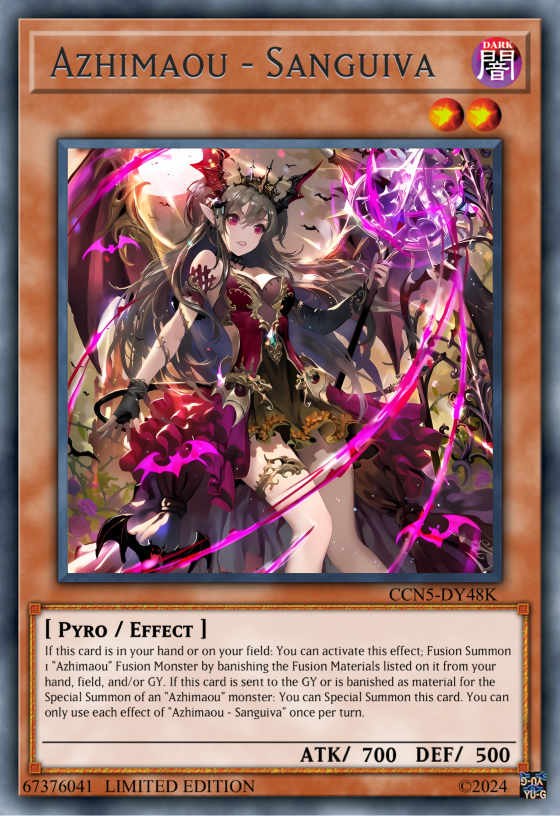 Azhimaou - Sanguiva
DARK
闇
CCN5-DY48K
[ Pyro / Effect ]
If this card is in your hand or on your field: You can activate this effect; Fusion Summon
1 "Azhimaou" Fusion Monster by banishing the Fusion Materials listed on it from your
hand, field, and/or GY. If this card is sent to the GY or is banished as material for the
Special Summon of an "Azhimaou" monster: You can Special Summon this card. You can
only use each effect of "Azhimaou - Sanguiva" once per turn.
ATK/ 700 DEF/ 500
67376041 LIMITED EDITION ©2024
YU-G